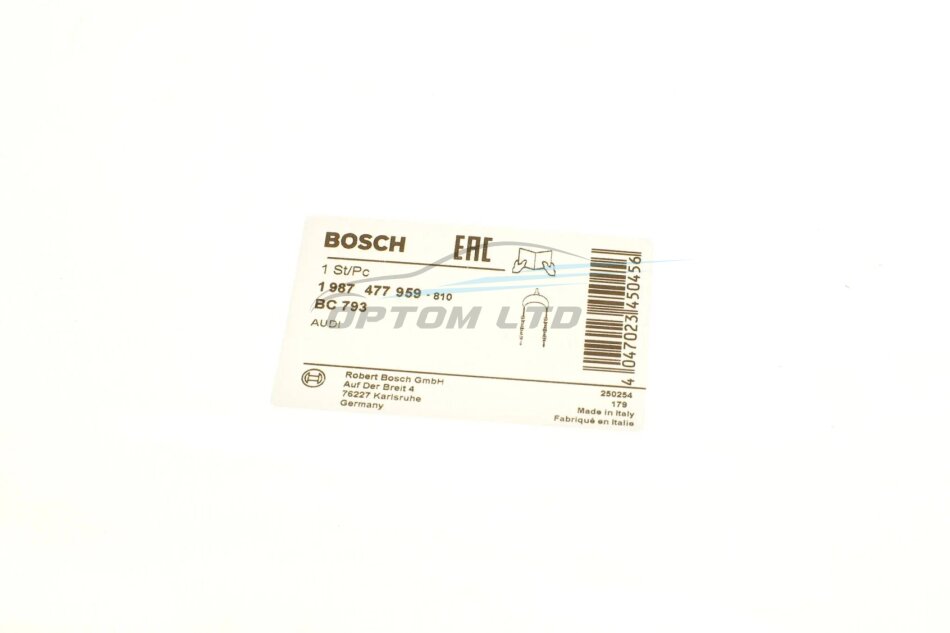 BOSCH
EAC
1 St/Pc
1 987 477 959 - 810
BC 793
AUDI
OPTOM LTD
4 047023 450456
Robert Bosch GmbH
Auf Der Breit 4
76227 Karlsruhe
Germany
250254
179
Made in Italy
Fabriqué en Italie